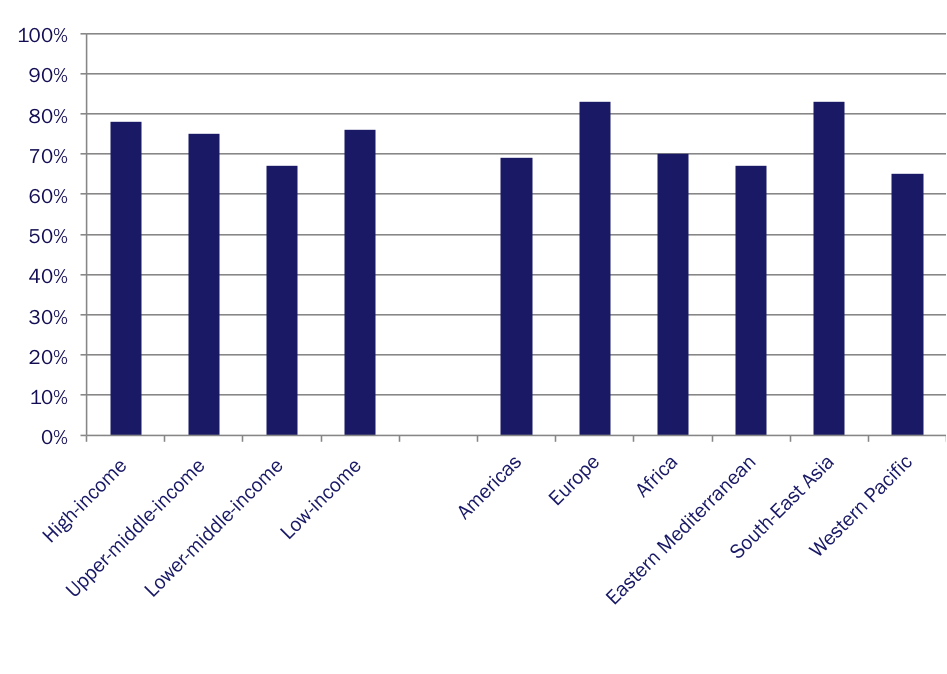 100%
90%
80%
70%
60%
50%
40%
30%
20%
10%
0%
High-income
Upper-middle-income
Lower-middle-income
Low-income
Americas
Europe
Africa
Eastern Mediterranean
South-East Asia
Western Pacific